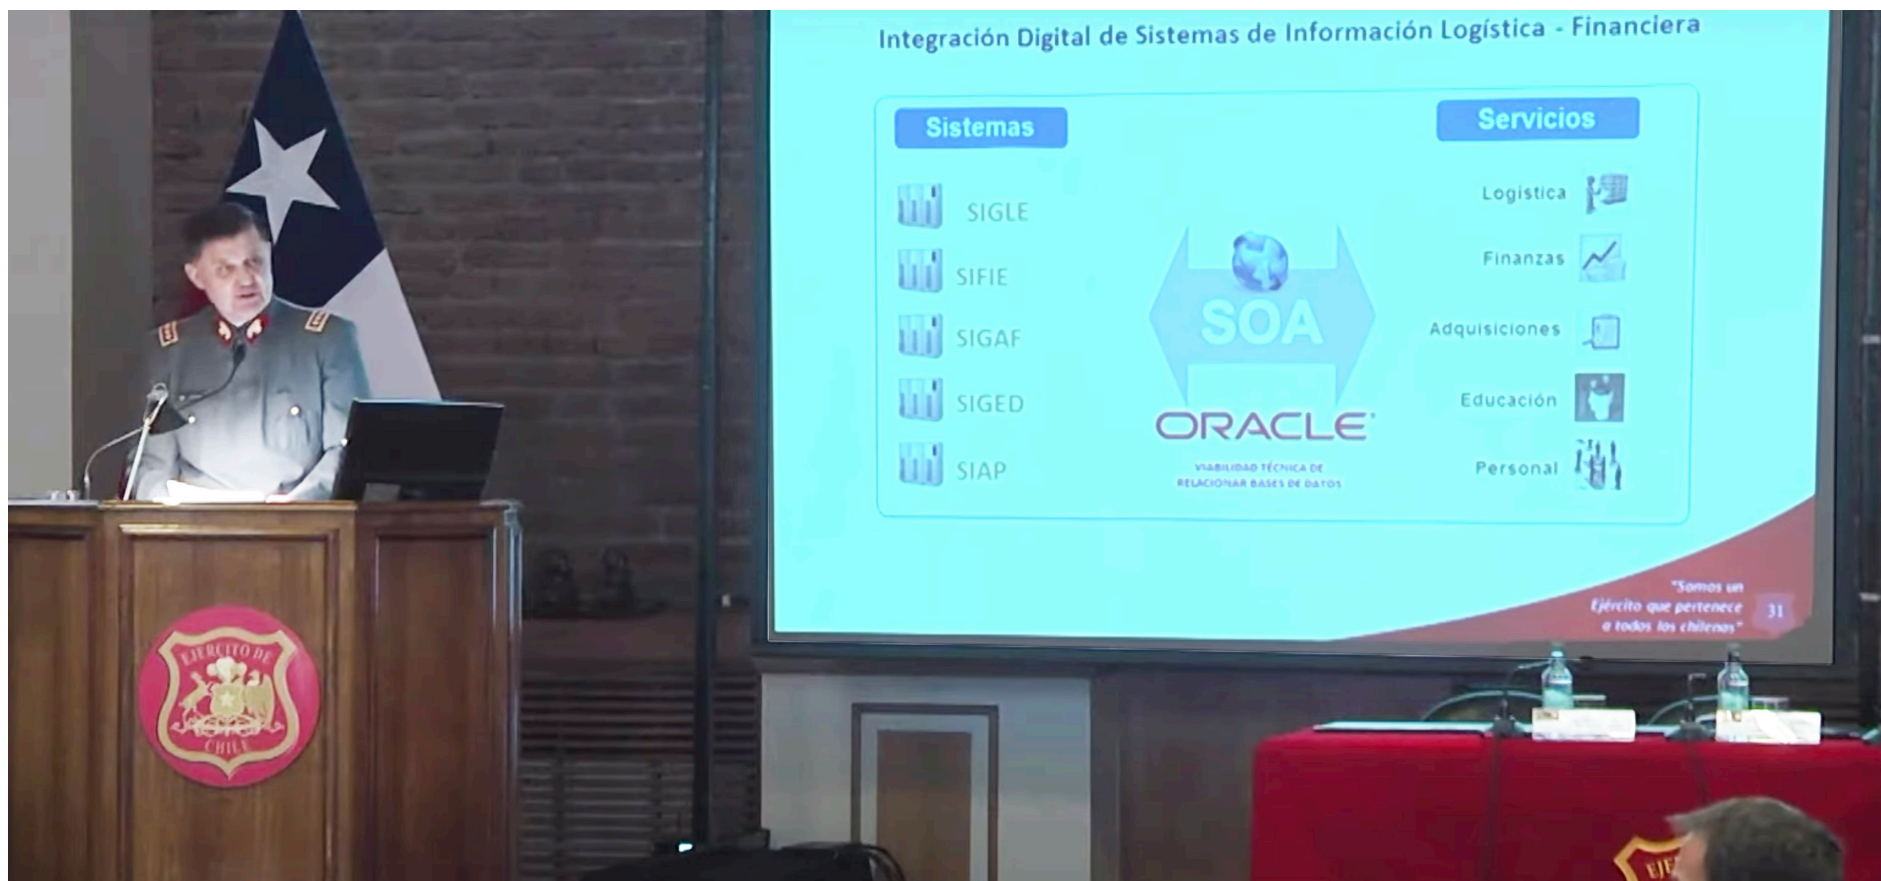 Integración Digital de Sistemas de Información Logística - Financiera
Sistemas
SIGLE
SIFIE
SIGAF
SIGED
SIAP
SOA
ORACLE
VIABILIDAD TÉCNICA DE
RELACIONAR BASES DE DATOS
Servicios
Logística
Finanzas
Adquisiciones
Educación
Personal
"Somos un
Ejército que pertenece
a todos los chilenos"
31
EJERCITO DE
CHILE
EJE